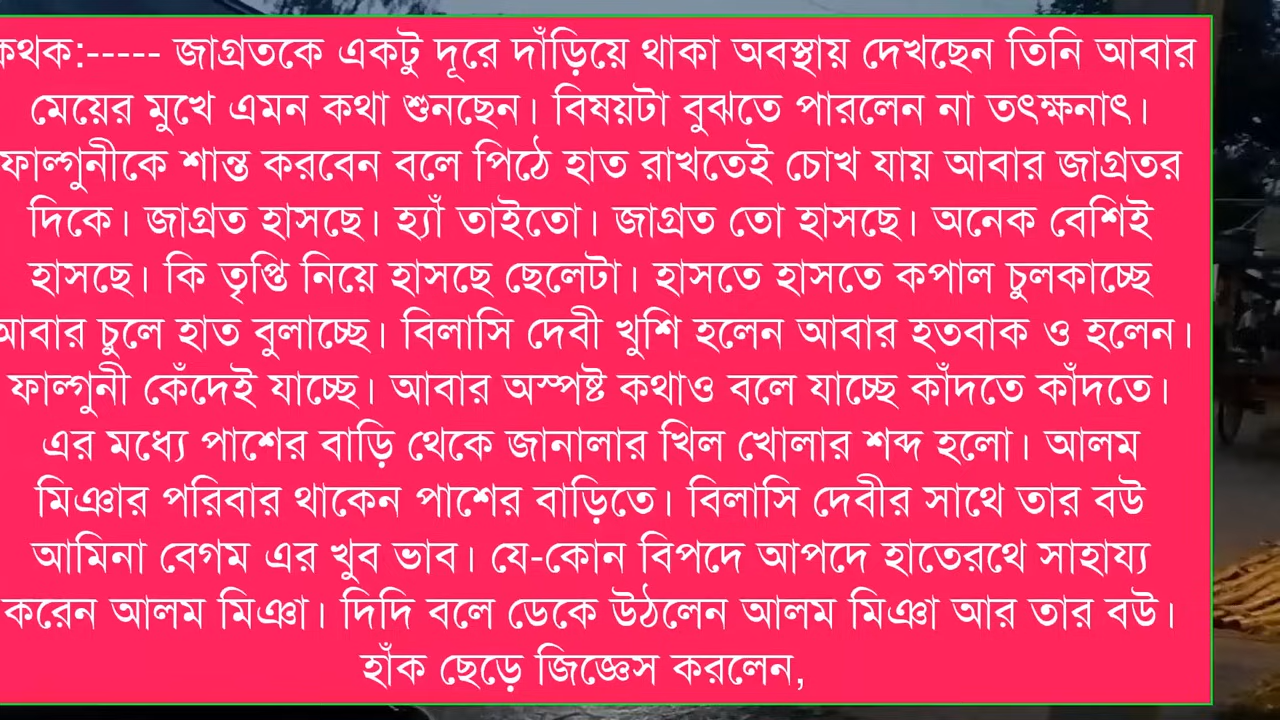 কথক:----- জাগ্রতকে একটু দূরে দাঁড়িয়ে থাকা অবস্থায় দেখছেন তিনি আবার
মেয়ের মুখে এমন কথা শুনছেন। বিষয়টা বুঝতে পারলেন না তৎক্ষনাৎ।
ফাল্গুনীকে শান্ত করবেন বলে পিঠে হাত রাখতেই চোখ যায় আবার জাগ্রতর
দিকে। জাগ্রত হাসছে। হ্যাঁ তাইতো। জাগ্রত তো হাসছে। অনেক বেশিই
হাসছে। কি তৃপ্তি নিয়ে হাসছে ছেলেটা। হাসতে হাসতে কপাল চুলকাচ্ছে
আবার চুলে হাত বুলাচ্ছে। বিলাসি দেবী খুশি হলেন আবার হতবাক ও হলেন।
ফাল্গুনী কেঁদেই যাচ্ছে। আবার অস্পষ্ট কথাও বলে যাচ্ছে কাঁদতে কাঁদতে।
এর মধ্যে পাশের বাড়ি থেকে জানালার খিল খোলার শব্দ হলো। আলম
মিঞার পরিবার থাকেন পাশের বাড়িতে। বিলাসি দেবীর সাথে তার বউ
আমিনা বেগম এর খুব ভাব। যে-কোন বিপদে আপদে হাতেরথে সাহায্য
করেন আলম মিঞা। দিদি বলে ডেকে উঠলেন আলম মিঞা আর তার বউ।
হাঁক ছেড়ে জিজ্ঞেস করলেন,